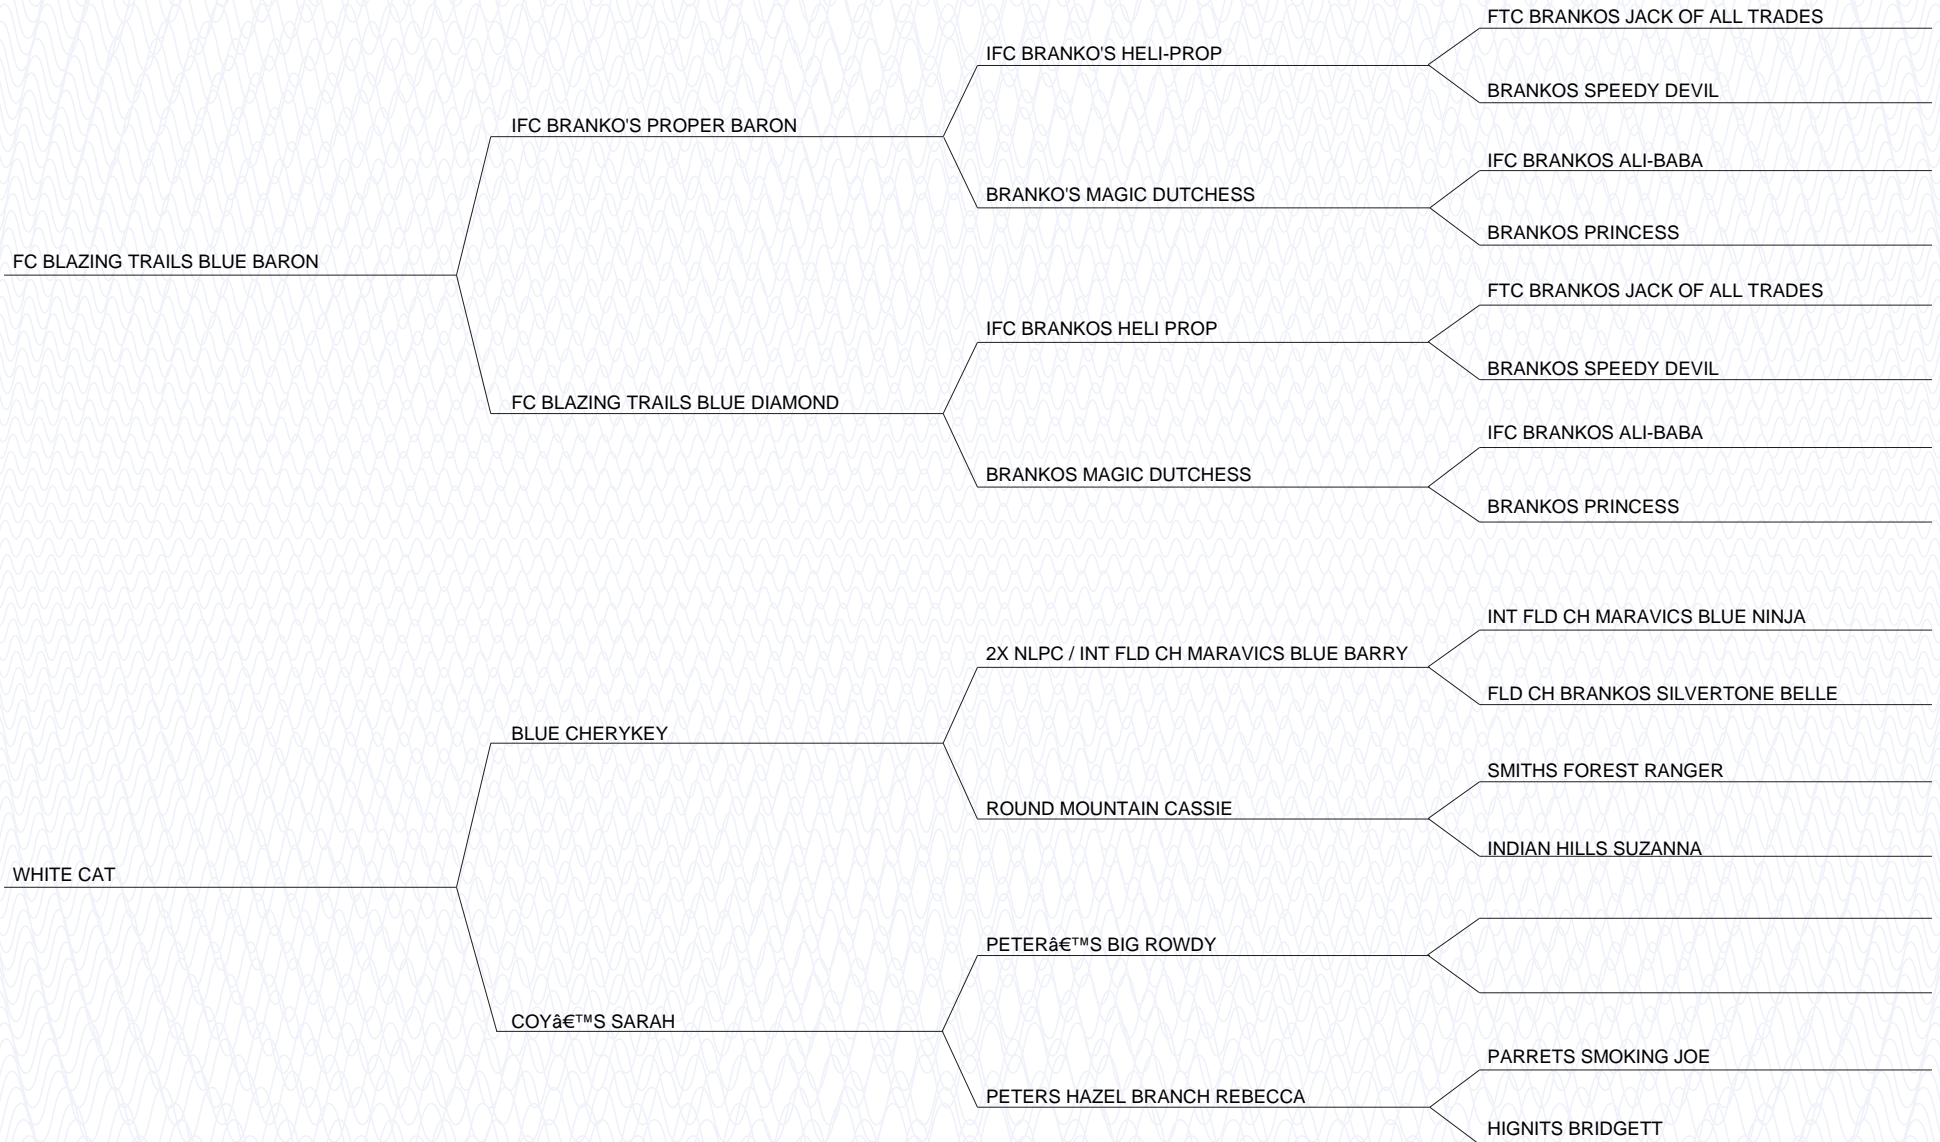 FTC BRANKOS JACK OF ALL TRADES
IFC BRANKO'S HELI-PROP
BRANKOS SPEEDY DEVIL
IFC BRANKO'S PROPER BARON
IFC BRANKOS ALI-BABA
BRANKO'S MAGIC DUTCHESS
BRANKOS PRINCESS
FC BLAZING TRAILS BLUE BARON
FTC BRANKOS JACK OF ALL TRADES
IFC BRANKOS HELI PROP
BRANKOS SPEEDY DEVIL
FC BLAZING TRAILS BLUE DIAMOND
IFC BRANKOS ALI-BABA
BRANKOS MAGIC DUTCHESS
BRANKOS PRINCESS
INT FLD CH MARAVICS BLUE NINJA
2X NLPC / INT FLD CH MARAVICS BLUE BARRY
FLD CH BRANKOS SILVERTONE BELLE
BLUE CHERYKEY
SMITHS FOREST RANGER
ROUND MOUNTAIN CASSIE
INDIAN HILLS SUZANNA
WHITE CAT
PETERâ€™S BIG ROWDY
COYâ€™S SARAH
PARRETS SMOKING JOE
PETERS HAZEL BRANCH REBECCA
HIGNITS BRIDGETT